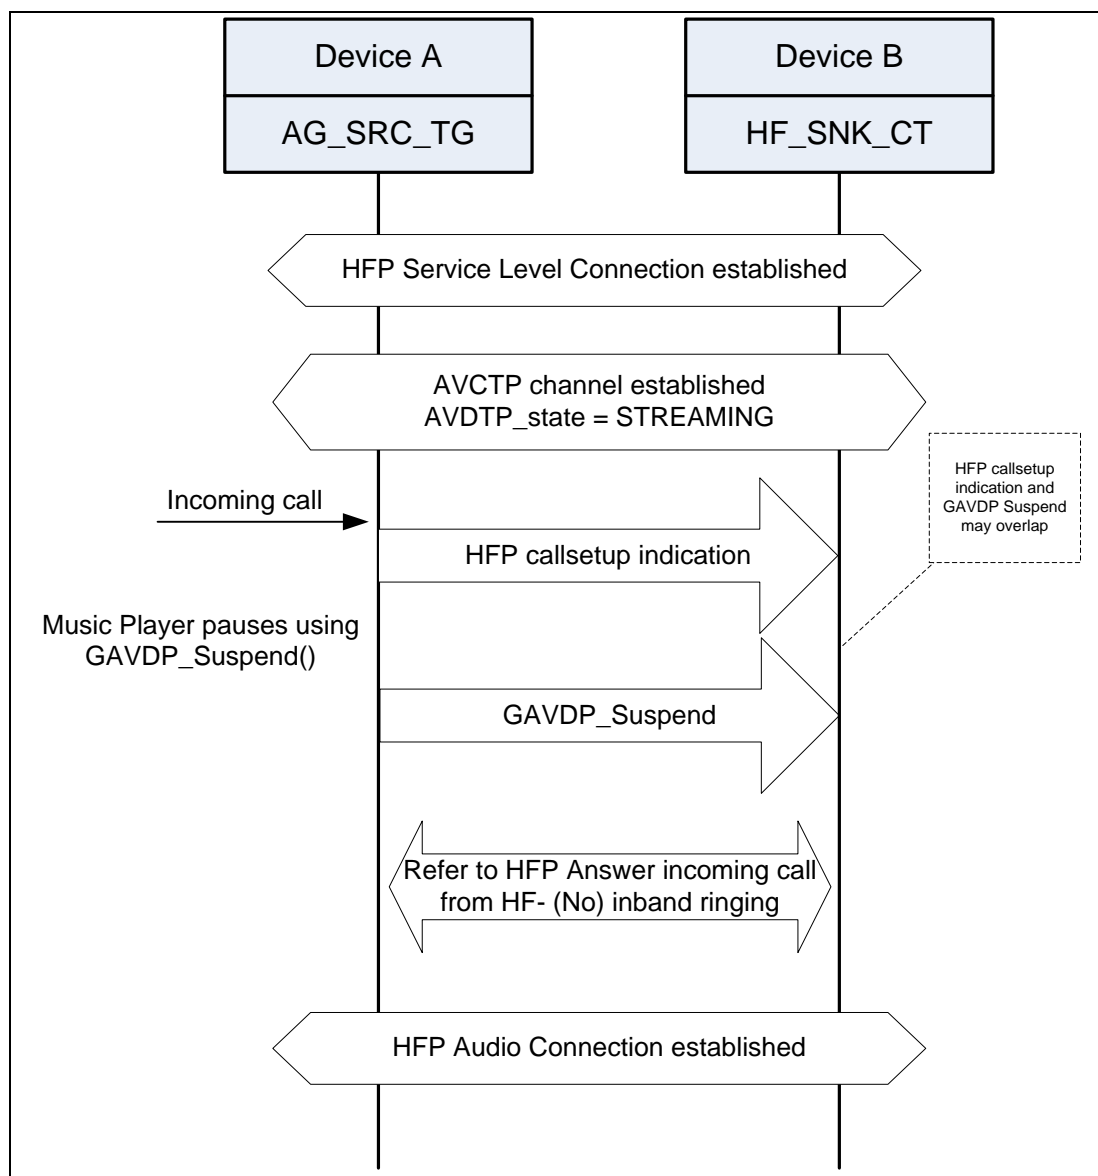 Device A
AG_SRC_TG
Device B
HF_SNK_CT
HFP Service Level Connection established
AVCTP channel established
AVDTP_state = STREAMING
HFP callsetup
indication and
GAVDP Suspend
may overlap
Incoming call
HFP callsetup indication
Music Player pauses using
GAVDP_Suspend()
GAVDP_Suspend
Refer to HFP Answer incoming call
from HF- (No) inband ringing
HFP Audio Connection established